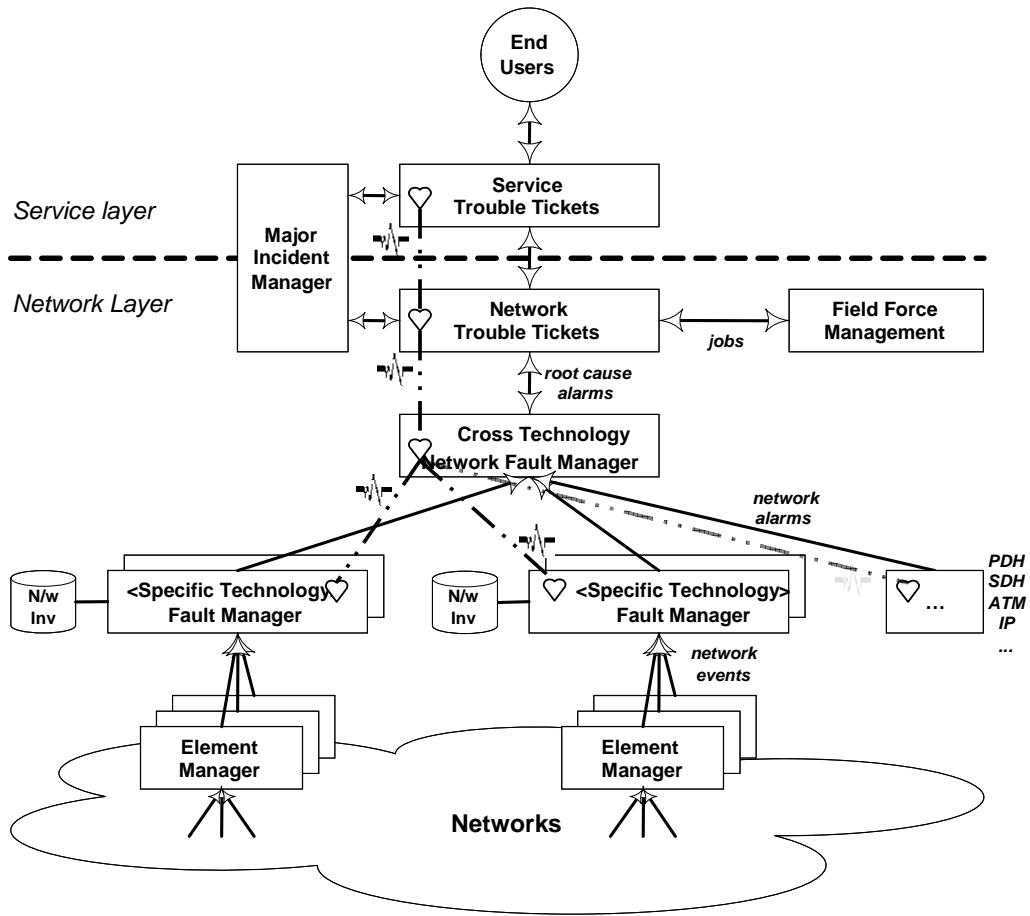 End
Users
Service
Trouble Tickets
Service layer
Major
Incident
Manager
Network Layer
Network
Trouble Tickets
Field Force
Management
jobs
root cause
alarms
Cross Technology
Network Fault Manager
network
alarms
N/w
Inv
<Specific Technology>
Fault Manager
N/w
Inv
<Specific Technology>
Fault Manager
...
PDH
SDH
ATM
IP
...
network
events
Element
Manager
Element
Manager
Networks